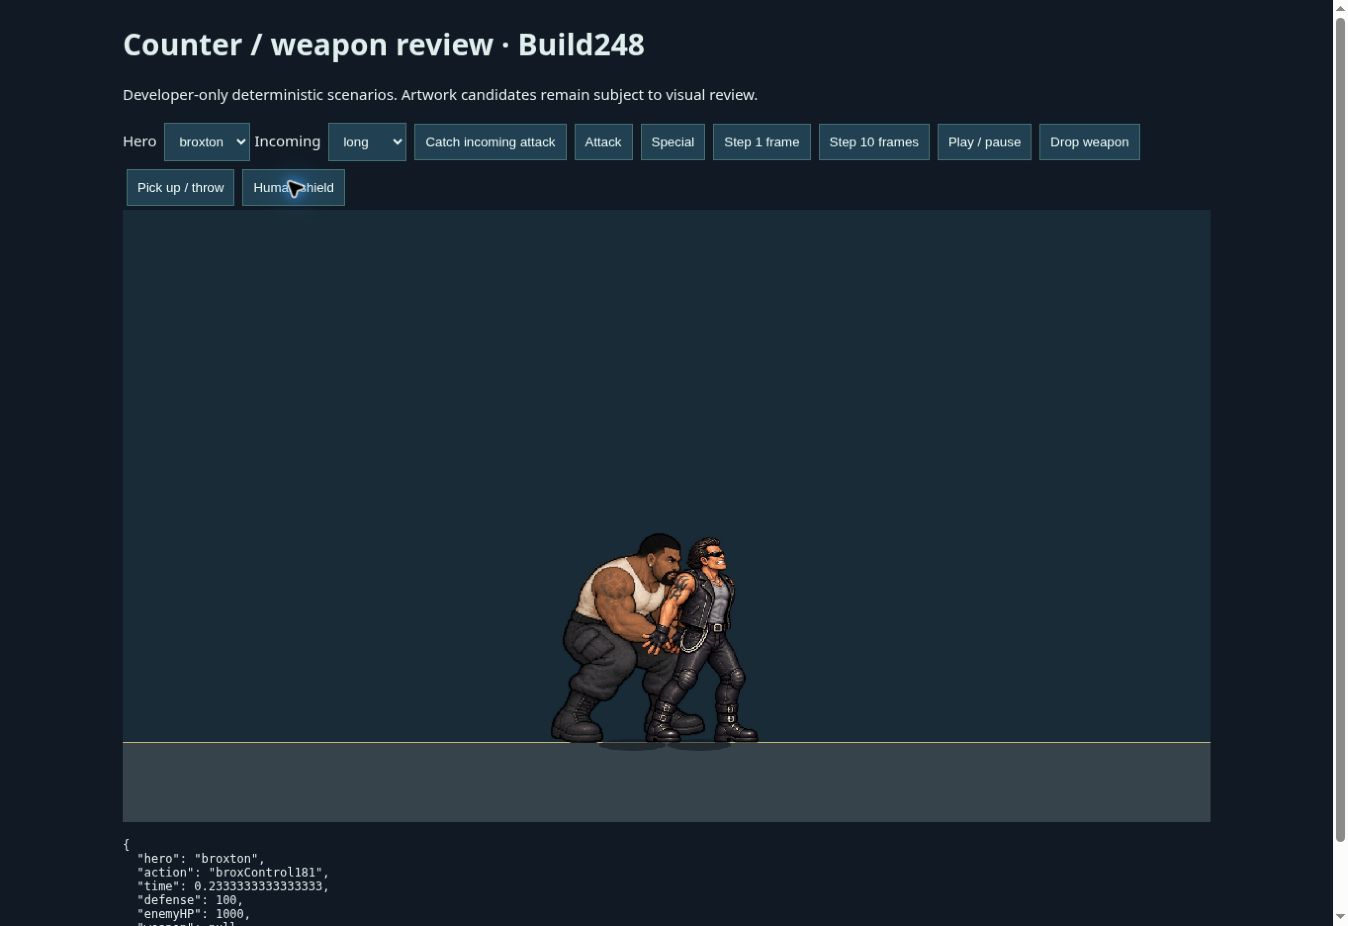 Counter / weapon review · Build248
Developer-only deterministic scenarios. Artwork candidates remain subject to visual review.
Hero broxton Incoming long Catch incoming attack Attack Special Step 1 frame Step 10 frames Play / pause Drop weapon
Pick up / throw Human shield
{
"hero": "broxton",
"action": "broxControl181",
"time": 0.2333333333333333,
"defense": 100,
"enemyHP": 1000,